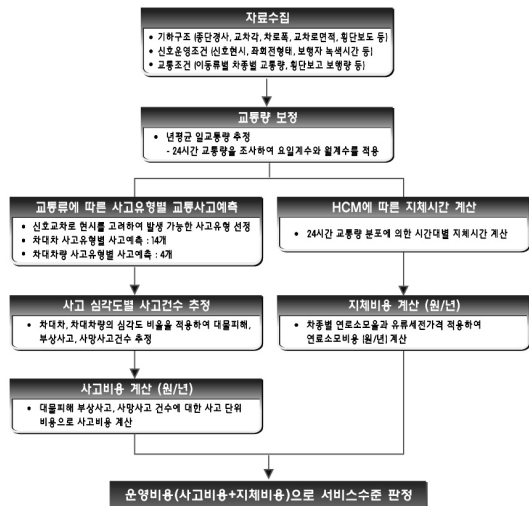 자료수집
• 기하구조 (종단경사, 교차각, 차로폭, 교차로면적, 횡단보도 등)
• 신호운영조건 (신호현시, 좌회전형태, 보행자 녹색시간 등)
• 교통조건 (이동류별 차종별 교통량, 횡단보고 보행량 등)
교통량 보정
• 년평균 일교통량 추정
- 24시간 교통량을 조사하여 요일계수와 월계수를 적용
교통류에 따른 사고유형별 교통사고예측
• 신호교차로 현시를 고려하여 발생 가능한 사고유형 선정
• 차대차 사고유형별 사고예측 : 14개
• 차대차량 사고유형별 사고예측 : 4개
HCM에 따른 지체시간 계산
• 24시간 교통량 분포에 의한 시간대별 지체시간 계산
사고 심각도별 사고건수 추정
• 차대차, 차대차량의 심각도 비율을 적용하여 대물피해,
부상사고, 사망사고건수 추정
지체비용 계산 (원/년)
• 차종별 연료소모율과 유류세전가격 적용하여
연료소모비용 (원/년) 계산
사고비용 계산 (원/년)
• 대물피해 부상사고, 사망사고 건수에 대한 사고 단위
비용으로 사고비용 계산
운영비용(사고비용+지체비용)으로 서비스수준 판정